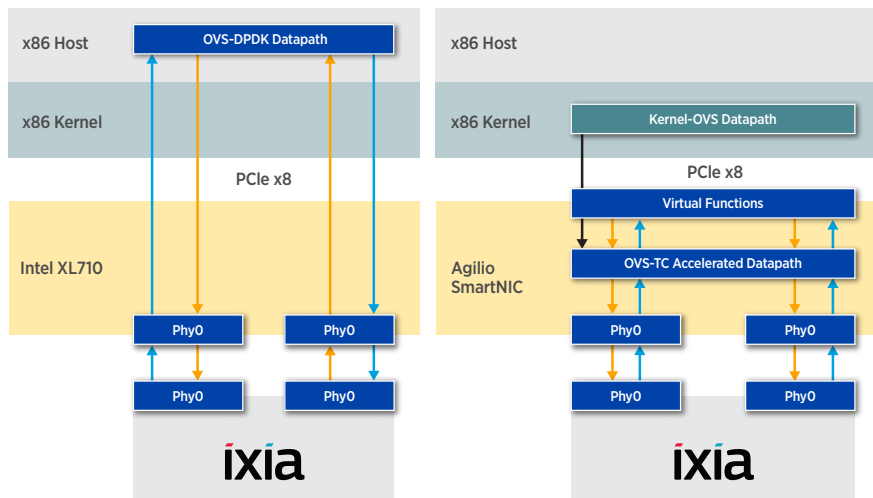 x86 Host
OVS-DPDK Datapath
x86 Kernel
PCIe x8
Intel XL710
Phy0
Phy0
Phy0
Phy0
ixia
x86 Host
x86 Kernel
Kernel-OVS Datapath
PCIe x8
Virtual Functions
Agilio
SmartNIC
OVS-TC Accelerated Datapath
Phy0
Phy0
Phy0
Phy0
ixia